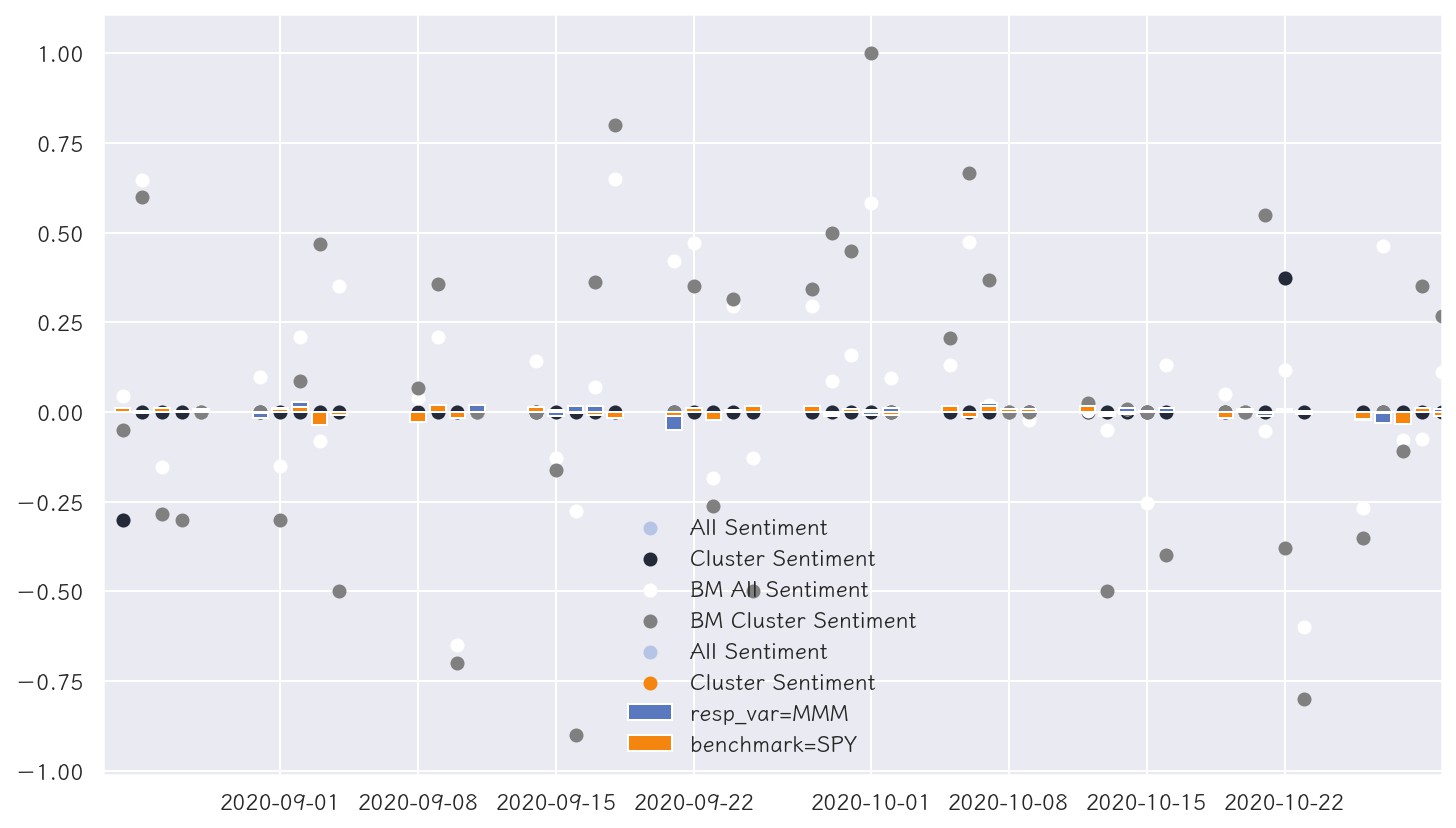 1.00
0.75
0.50
0.25
0.00
−0.25
−0.50
−0.75
−1.00
All Sentiment
Cluster Sentiment
BM All Sentiment
BM Cluster Sentiment
All Sentiment
Cluster Sentiment
resp_var=MMM
benchmark=SPY
2020-09-01 2020-09-08 2020-09-15 2020-09-22 2020-10-01 2020-10-08 2020-10-15 2020-10-22